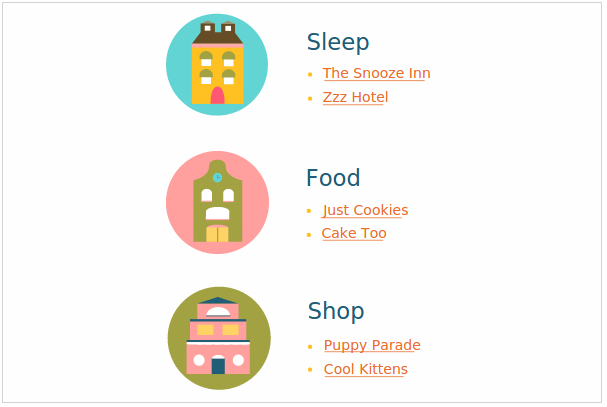 Sleep
The Snooze Inn
Zzz Hotel
Food
Just Cookies
Cake Too
Shop
Puppy Parade
Cool Kittens